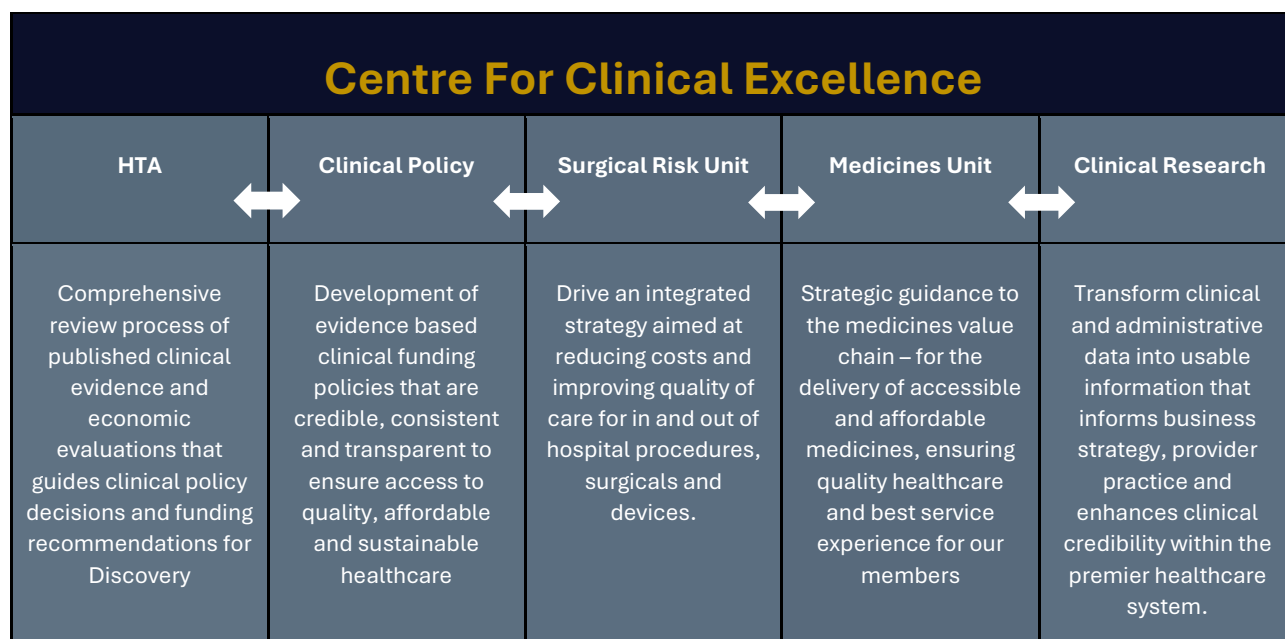 Centre For Clinical Excellence
HTA
Clinical Policy
Surgical Risk Unit
Medicines Unit
Clinical Research
Comprehensive
review process of
published clinical
evidence and
economic
evaluations that
guides clinical policy
decisions and funding
recommendations for
Discovery
Development of
evidence based
clinical funding
policies that are
credible, consistent
and transparent to
ensure access to
quality, affordable
and sustainable
healthcare
Drive an integrated
strategy aimed at
reducing costs and
improving quality of
care for in and out of
hospital procedures,
surgicals and
devices.
Strategic guidance to
the medicines value
chain – for the
delivery of accessible
and affordable
medicines, ensuring
quality healthcare
and best service
experience for our
members
Transform clinical
and administrative
data into usable
information that
informs business
strategy, provider
practice and
enhances clinical
credibility within the
premier healthcare
system.